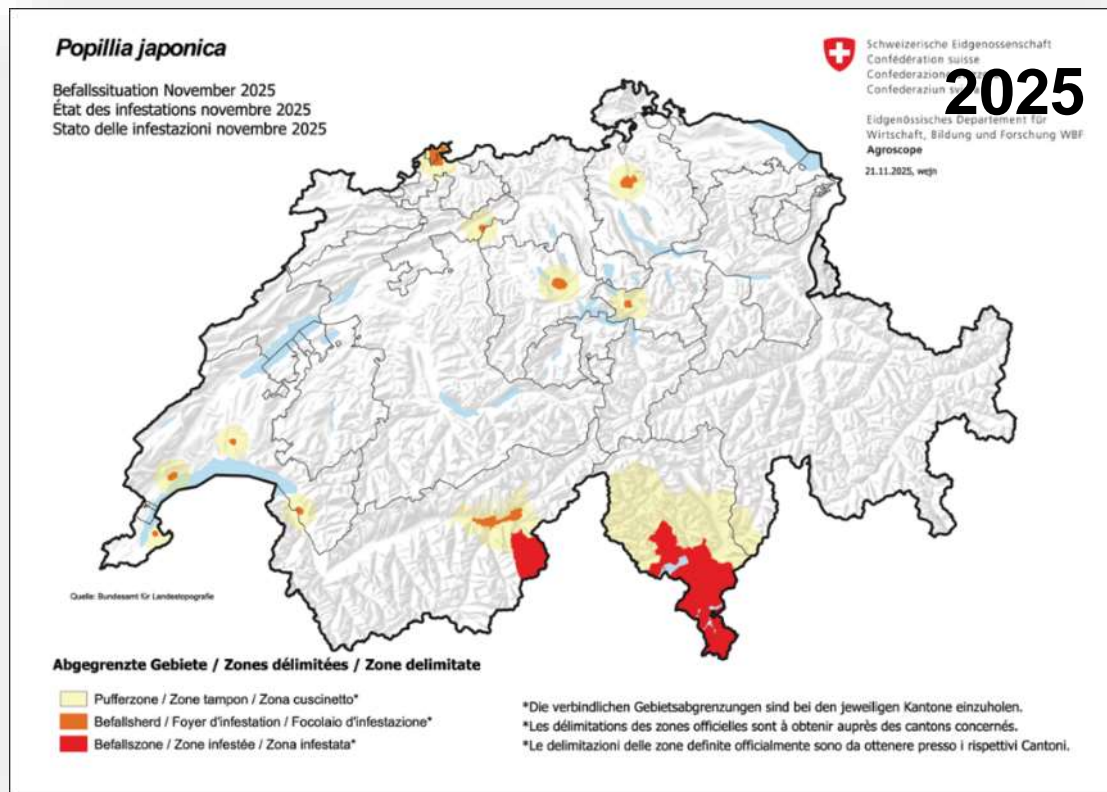 Popillia japonica
Befallssituation November 2025
État des infestations novembre 2025
Stato delle infestazioni novembre 2025
Schweizerische Eidgenossenschaft
Confédération suisse
Confederazione
Confederaziun
2025
Eidgenössisches Departement für
Wirtschaft, Bildung und Forschung WBF
Agroscope
21.11.2025, wejn
Quelle: Bundesamt für Landestopografie
Abgegrenzte Gebiete / Zones délimitées / Zone delimitate
Pufferzone / Zone tampon / Zona cuscinetto*
Befallsherd / Foyer d'infestation / Focolaio d'infestazione*
Befallszone / Zone infestée / Zona infestata*
*Die verbindlichen Gebietsabgrenzungen sind bei den jeweiligen Kantone einzuholen.
*Les délimitations des zones officielles sont à obtenir auprès des cantons concernés.
*Le delimitazioni delle zone definite officialmente sono da ottenere presso i rispettivi Cantoni.